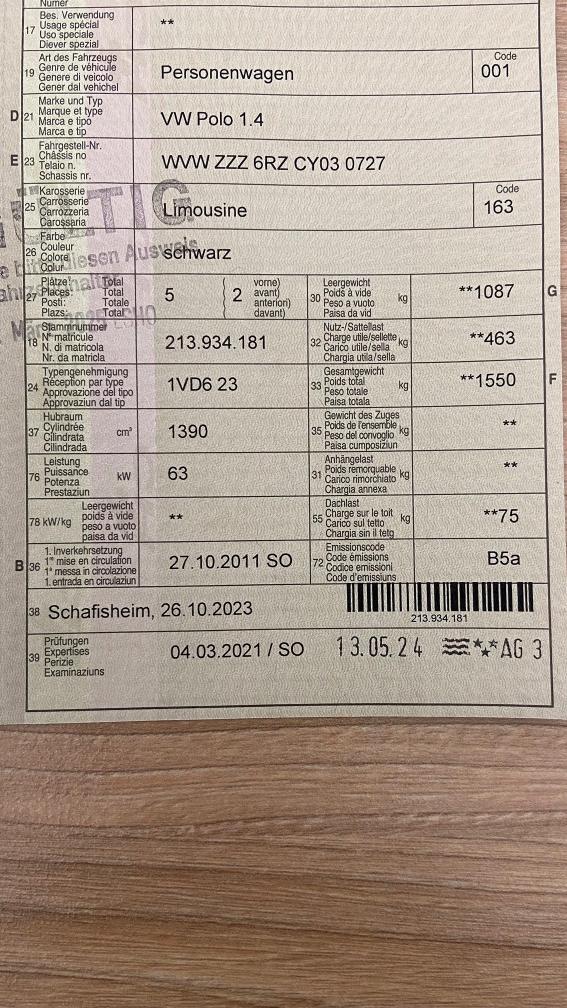 Numer
17 Bes. Verwendung
Usage spécial
Uso speciale
Diever spezial
**
19 Art des Fahrzeugs
Genre de véhicule
Genere di veicolo
Gener dal vehichel
Personenwagen
Code
001
D 21 Marke und Typ
Marque et type
Marca e tipo
Marca e tip
VW Polo 1.4
E 23 Fahrgestell-Nr.
Châssis no
Telaio n.
Schassis nr.
WVW ZZZ 6RZ CY03 0727
25 Karosserie
Carrosserie
Carrozzeria
Carossaria
Limousine
Code
163
26 Farbe
Couleur
Colore
Colur
schwarz
diesen Ausweis
27 Plätze: Total
Places: Total
Posti: Totale
Plazs: Total
5
2 vorne)
avant)
anteriori)
davant)
30 Leergewicht
Poids à vide
Peso a vuoto
Paisa da vid
kg
**1087
G
18 Stammnummer
N° matricule
N. di matricola
Nr. da matricla
213.934.181
32 Nutz-/Sattellast
Charge utile/sellette
Carico utile/sella
Chargia utila/sella
kg
**463
24 Typengenehmigung
Réception par type
Approvazione del tipo
Approvaziun dal tip
1VD6 23
33 Gesamtgewicht
Poids total
Peso totale
Paisa totala
kg
**1550
F
37 Hubraum
Cylindrée
Cilindrata
Cilindrada
cm³
1390
35 Gewicht des Zuges
Poids de l'ensemble
Peso del convoglio
Paisa cumposiziun
kg
**
76 Leistung
Puissance
Potenza
Prestaziun
kW
63
31 Anhängelast
Poids remorquable
Carico rimorchiato
Chargia annexa
kg
**
78 kW/kg Leergewicht
poids à vide
peso a vuoto
paisa da vid
**
55 Dachlast
Charge sur le toit
Carico sul tetto
Chargia sin il tetg
kg
**75
B 36 1. Inverkehrsetzung
1re mise en circulation
1a messa in circolazione
1. entrada en circulaziun
27.10.2011 SO
72 Emissionscode
Code émissions
Codice emissioni
Code d'emissiuns
B5a
38 Schafisheim, 26.10.2023
213.934.181
39 Prüfungen
Expertises
Perizie
Examinaziuns
04.03.2021 / SO
13.05.24
AG 3